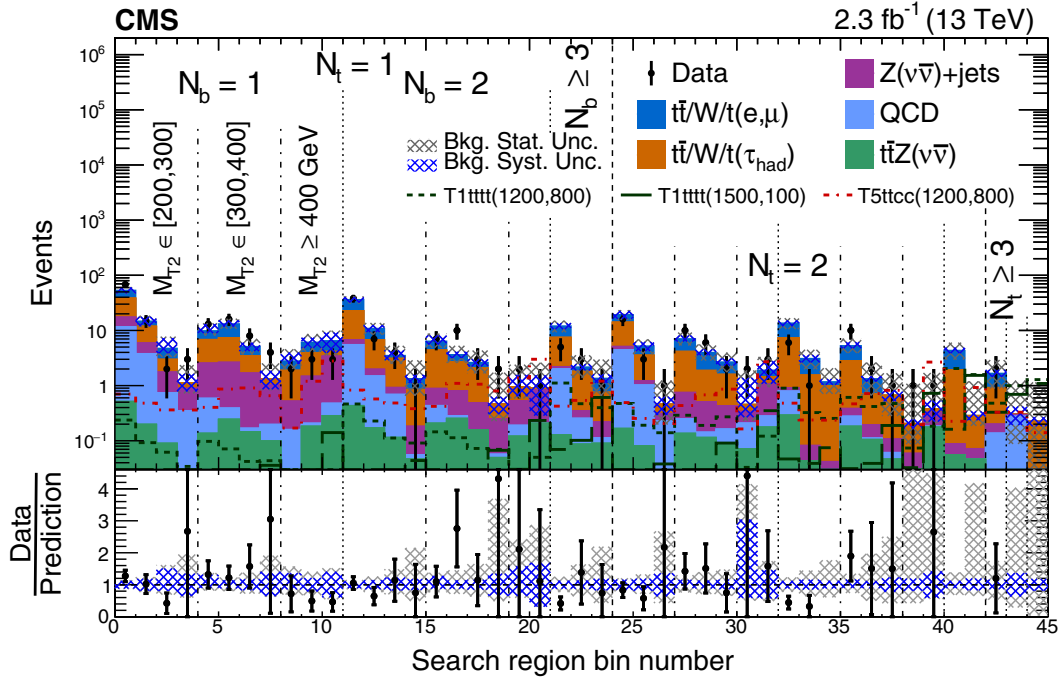 CMS
2.3 fb⁻¹ (13 TeV)
Events
10⁶
10⁵
10⁴
10³
10²
10
1
10⁻¹
N_b = 1
N_t = 1
N_b = 2
N_b ≥ 3
M_T2 ∈ [200,300]
M_T2 ∈ [300,400]
M_T2 ≥ 400 GeV
Data
Z(νν̄)+jets
tt̄/W/t(e,μ)
QCD
tt̄/W/t(τ_had)
tt̄Z(νν̄)
Bkg. Stat. Unc.
Bkg. Syst. Unc.
T1tttt(1200,800)
T1tttt(1500,100)
T5ttcc(1200,800)
N_t = 2
N_t ≥ 3
Data
Prediction
4
3
2
1
0
0 5 10 15 20 25 30 35 40 45
Search region bin number